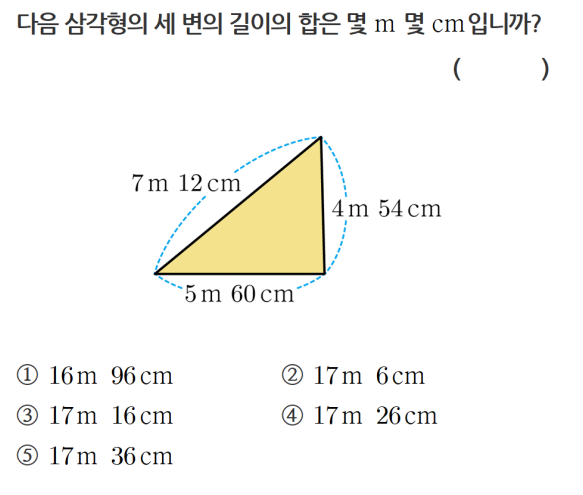 다음 삼각형의 세 변의 길이의 합은 몇 m 몇 cm입니까?
( )
7 m 12 cm
4 m 54 cm
5 m 60 cm
① 16 m 96 cm
② 17 m 6 cm
③ 17 m 16 cm
④ 17 m 26 cm
⑤ 17 m 36 cm